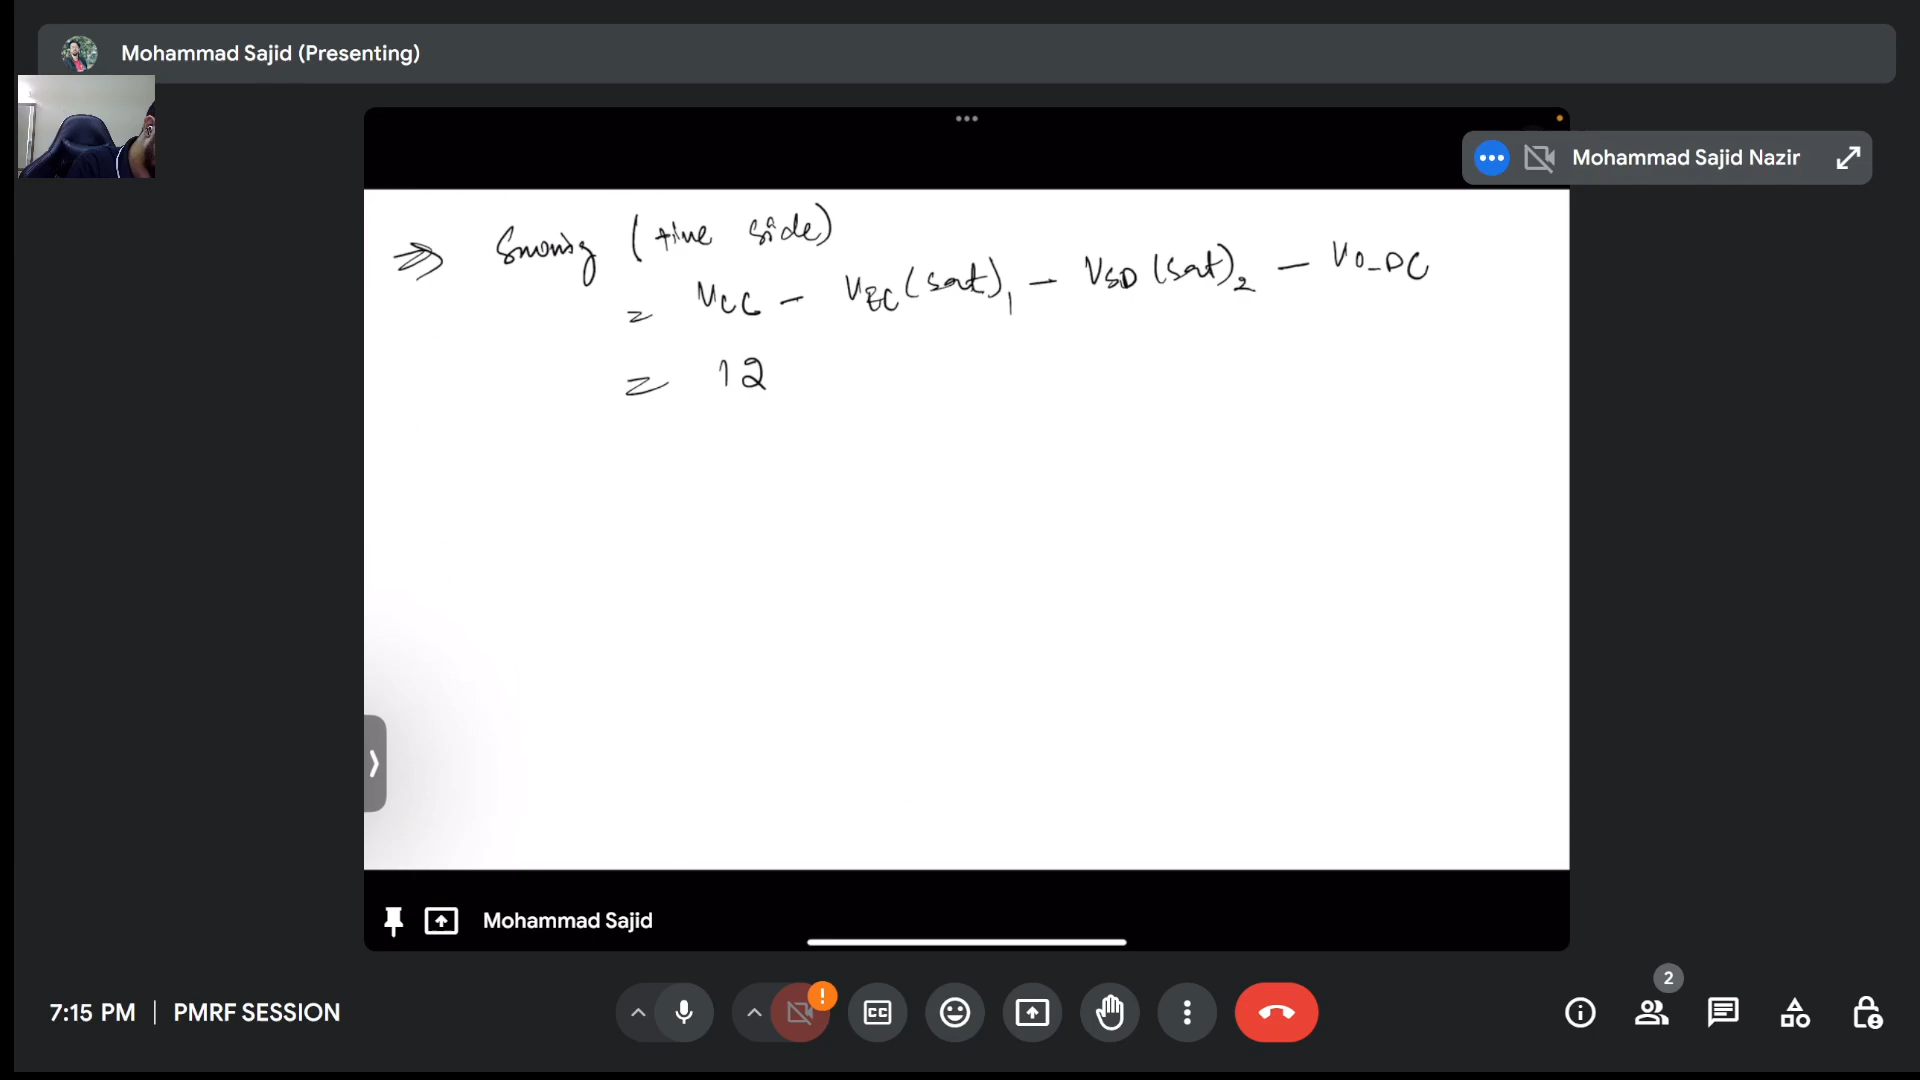 Mohammad Sajid (Presenting)
Mohammad Sajid Nazir
⇒ Swing (+ive side)
= VCC - VEC(sat)1 - VSD(sat)2 - VO_DC
= 12
Mohammad Sajid
2
7:15 PM | PMRF SESSION
CC